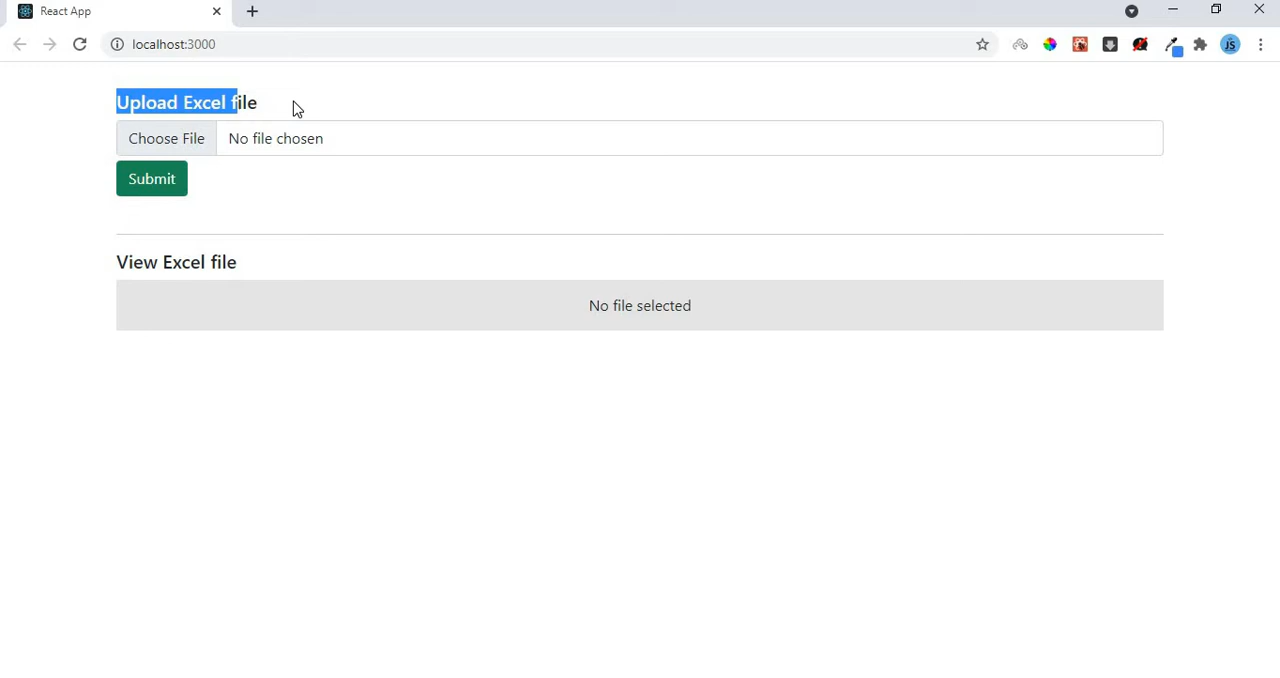 React App
localhost:3000
JS
Upload Excel file
Choose File No file chosen
Submit
View Excel file
No file selected